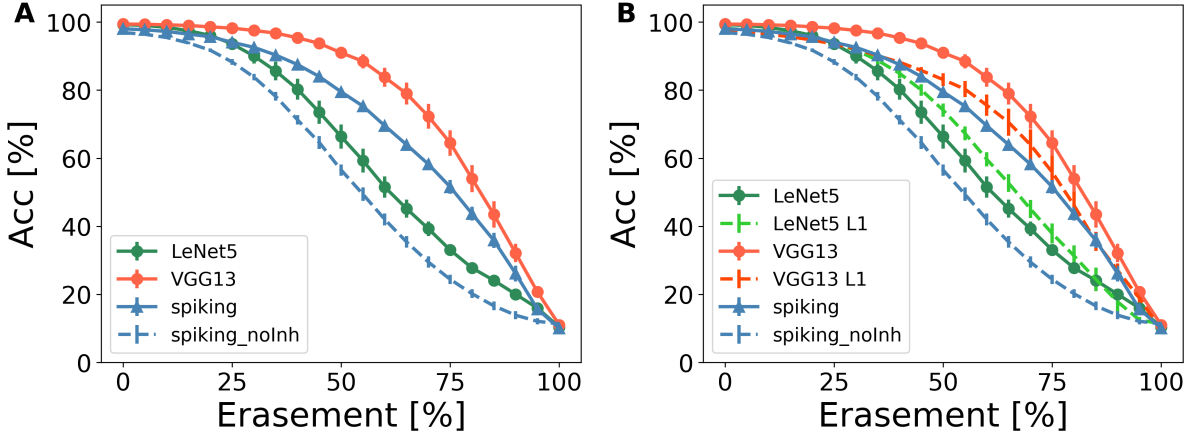 A
100
80
60
40
20
0
Acc [%]
LeNet5
VGG13
spiking
spiking_noInh
0 25 50 75 100
Erasement [%]
B
100
80
60
40
20
0
Acc [%]
LeNet5
LeNet5 L1
VGG13
VGG13 L1
spiking
spiking_noInh
0 25 50 75 100
Erasement [%]